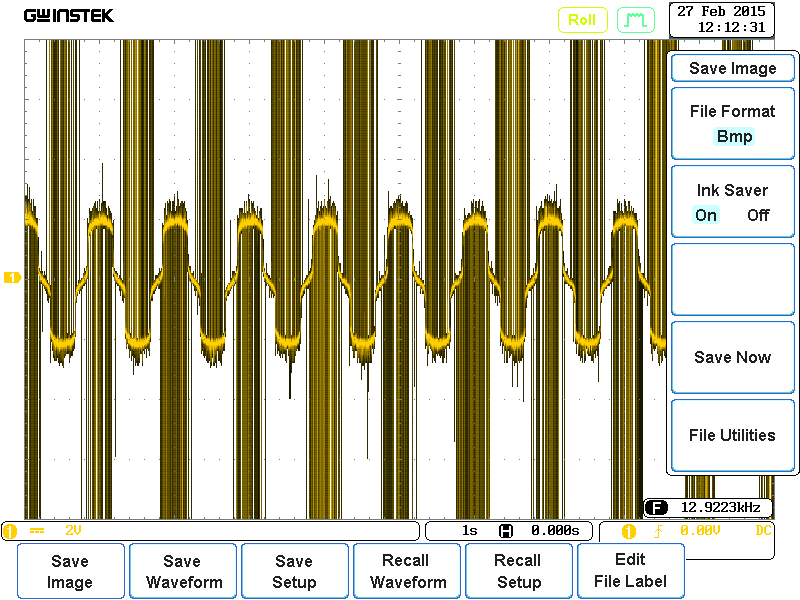 GWINSTEK
Roll
27 Feb 2015
12:12:31
Save Image
File Format
Bmp
Ink Saver
On Off
Save Now
File Utilities
1
F 12.9223kHz
1 2V
1s H 0.000s
1 0.00V DC
Save Image
Save Waveform
Save Setup
Recall Waveform
Recall Setup
Edit File Label